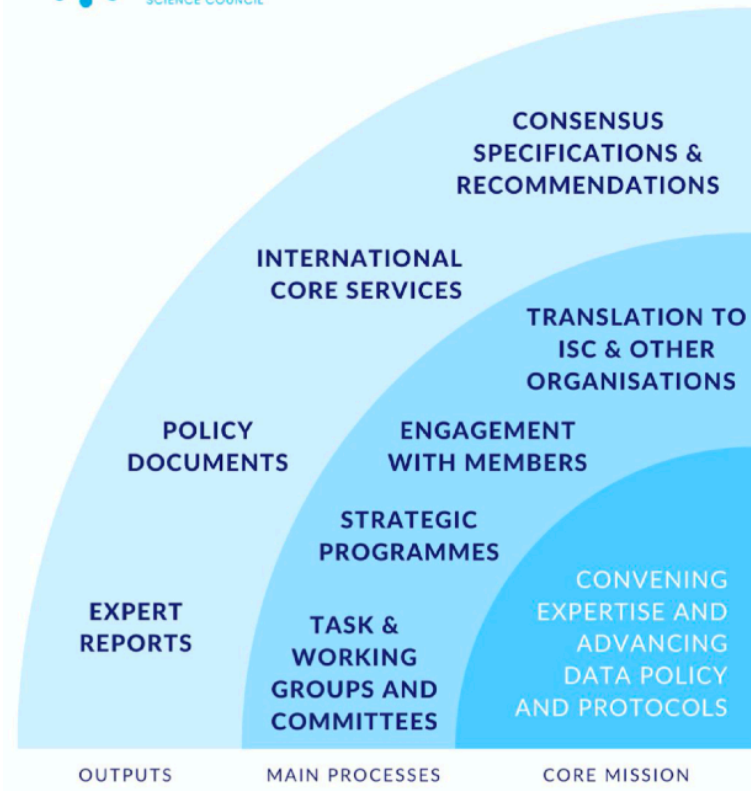 SCIENCE COUNCIL
CONSENSUS
SPECIFICATIONS &
RECOMMENDATIONS
INTERNATIONAL
CORE SERVICES
TRANSLATION TO
ISC & OTHER
ORGANISATIONS
POLICY
DOCUMENTS
ENGAGEMENT
WITH MEMBERS
STRATEGIC
PROGRAMMES
EXPERT
REPORTS
TASK &
WORKING
GROUPS AND
COMMITTEES
CONVENING
EXPERTISE AND
ADVANCING
DATA POLICY
AND PROTOCOLS
OUTPUTS
MAIN PROCESSES
CORE MISSION